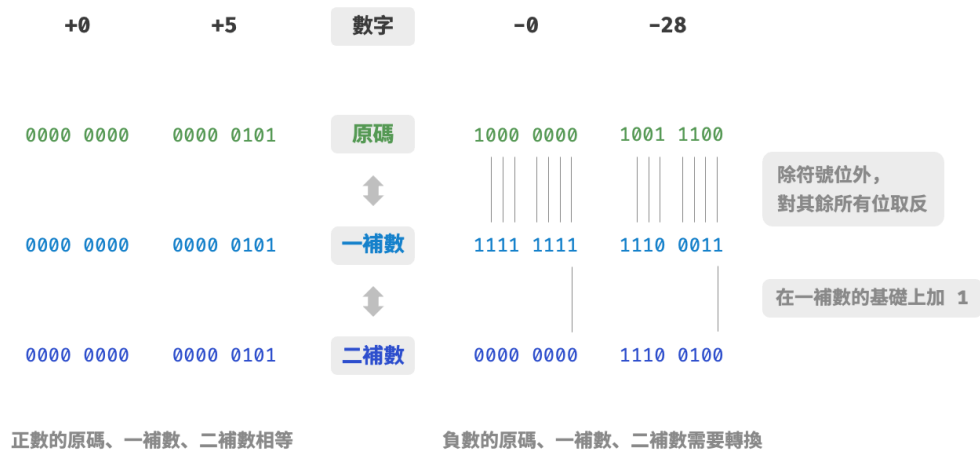 +0 +5 數字 -0 -28
0000 0000 0000 0101 原碼 1000 0000 1001 1100
除符號位外，
對其餘所有位取反
0000 0000 0000 0101 一補數 1111 1111 1110 0011
在一補數的基礎上加 1
0000 0000 0000 0101 二補數 0000 0000 1110 0100
正數的原碼、一補數、二補數相等 負數的原碼、一補數、二補數需要轉換